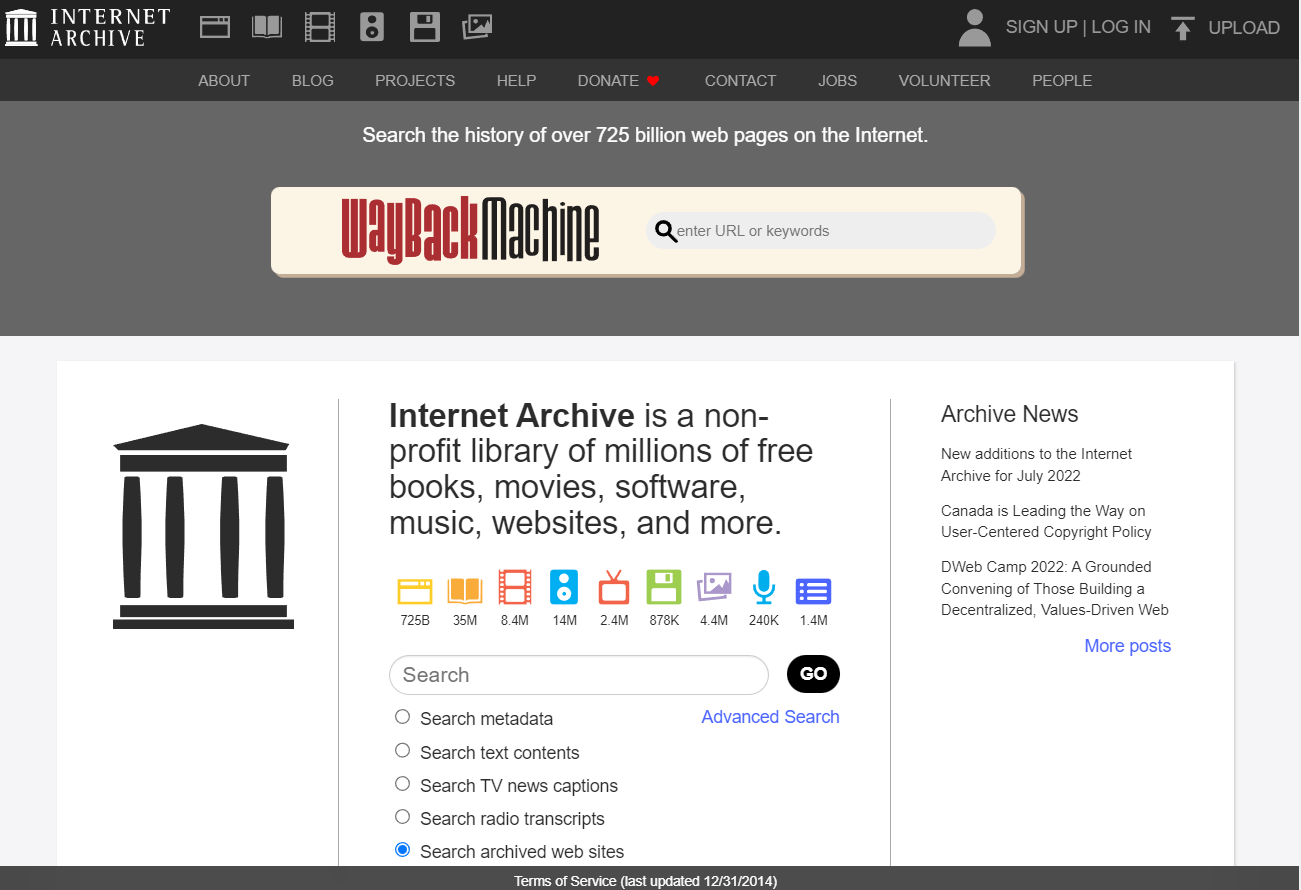 INTERNET
ARCHIVE
SIGN UP | LOG IN
UPLOAD
ABOUT
BLOG
PROJECTS
HELP
DONATE
CONTACT
JOBS
VOLUNTEER
PEOPLE
Search the history of over 725 billion web pages on the Internet.
WayBackMachine
enter URL or keywords
Internet Archive is a non-
profit library of millions of free
books, movies, software,
music, websites, and more.
725B
35M
8.4M
14M
2.4M
878K
4.4M
240K
1.4M
Search
GO
Advanced Search
Search metadata
Search text contents
Search TV news captions
Search radio transcripts
Search archived web sites
Archive News
New additions to the Internet
Archive for July 2022
Canada is Leading the Way on
User-Centered Copyright Policy
DWeb Camp 2022: A Grounded
Convening of Those Building a
Decentralized, Values-Driven Web
More posts
Terms of Service (last updated 12/31/2014)